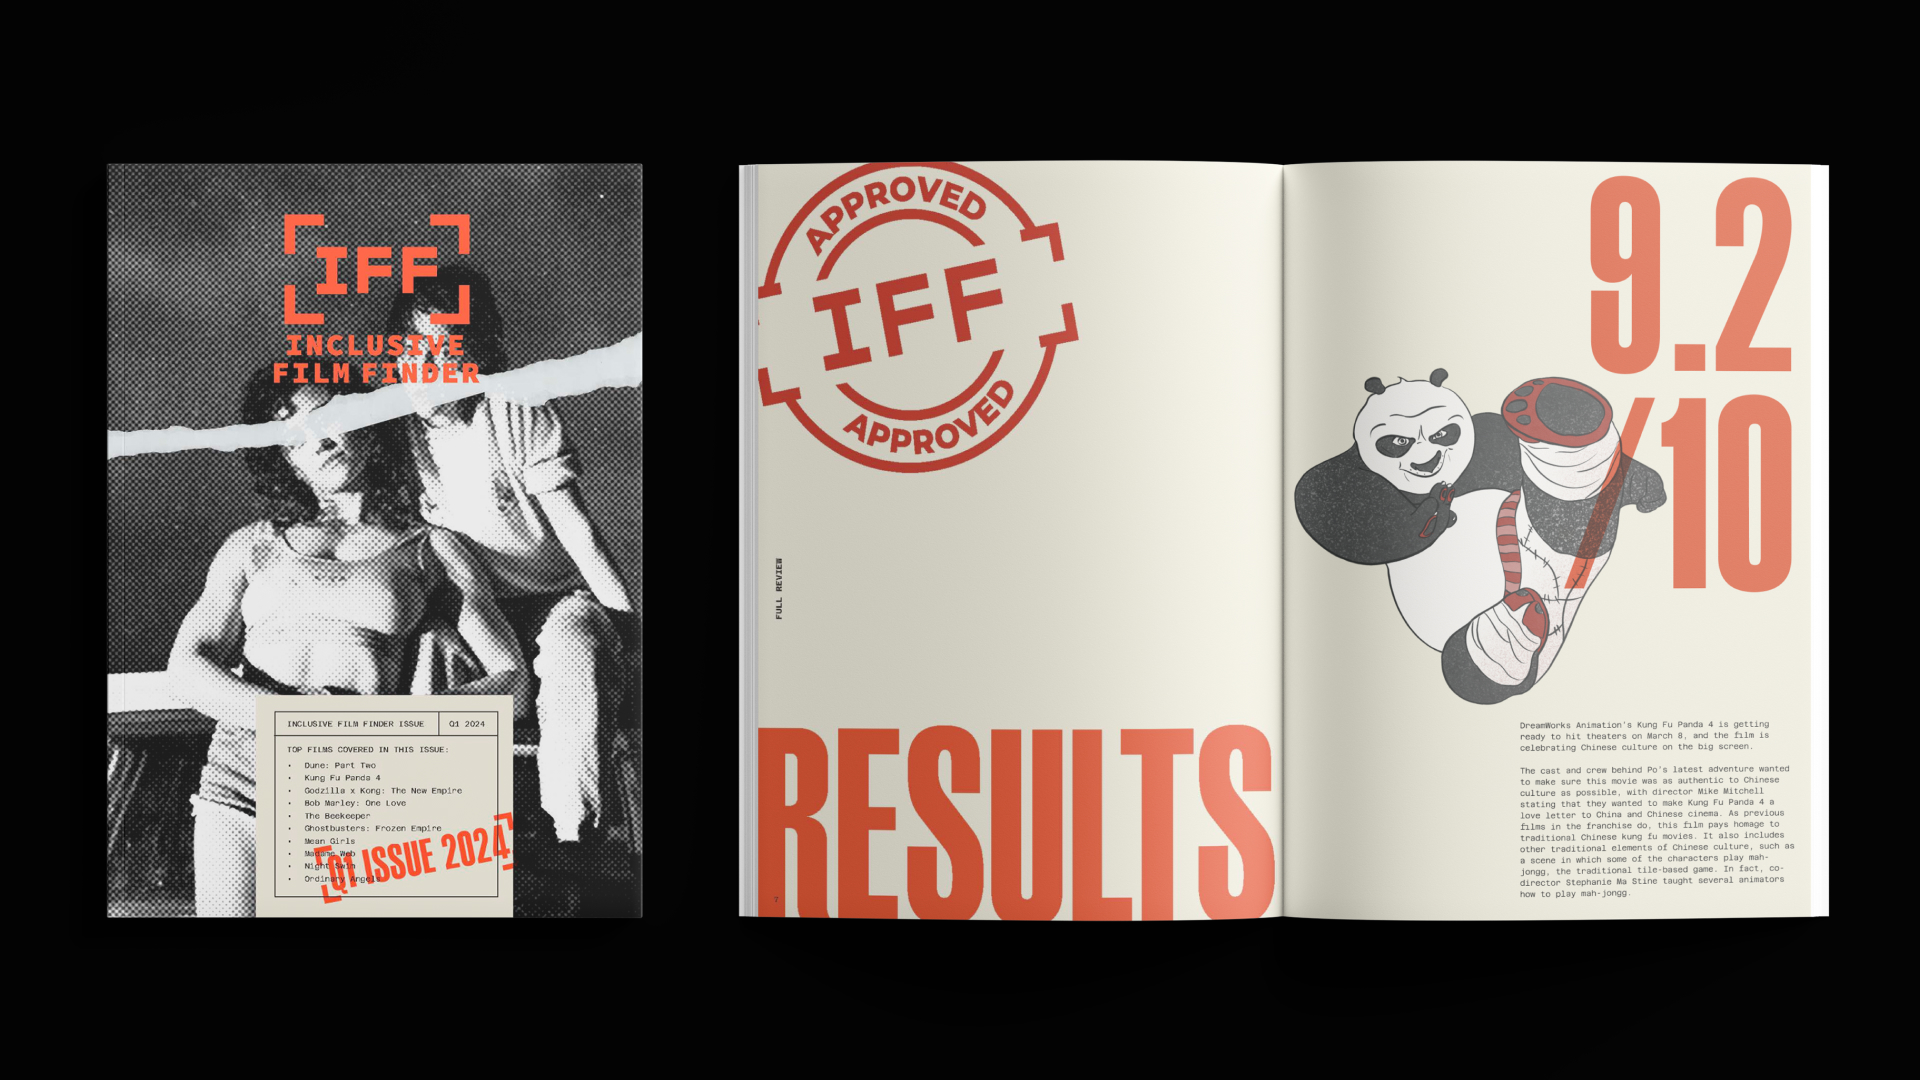 IFF
INCLUSIVE
FILM FINDER
INCLUSIVE FILM FINDER ISSUE
Q1 2024
TOP FILMS COVERED IN THIS ISSUE:
• Dune: Part Two
• Kung Fu Panda 4
• Godzilla x Kong: The New Empire
• Bob Marley: One Love
• The Beekeeper
• Ghostbusters: Frozen Empire
• Mean Girls
• Madame Web
• Night Swim
• Ordinary Angels
Q1 ISSUE 2024
APPROVED
IFF
APPROVED
FULL REVIEW
RESULTS
7
9.2
/10
DreamWorks Animation's Kung Fu Panda 4 is getting
ready to hit theaters on March 8, and the film is
celebrating Chinese culture on the big screen.
The cast and crew behind Po's latest adventure wanted
to make sure this movie was as authentic to Chinese
culture as possible, with director Mike Mitchell
stating that they wanted to make Kung Fu Panda 4 a
love letter to China and Chinese cinema. As previous
films in the franchise do, this film pays homage to
traditional Chinese kung fu movies. It also includes
other traditional elements of Chinese culture, such as
a scene in which some of the characters play mah-
jongg, the traditional tile-based game. In fact, co-
director Stephanie Ma Stine taught several animators
how to play mah-jongg.